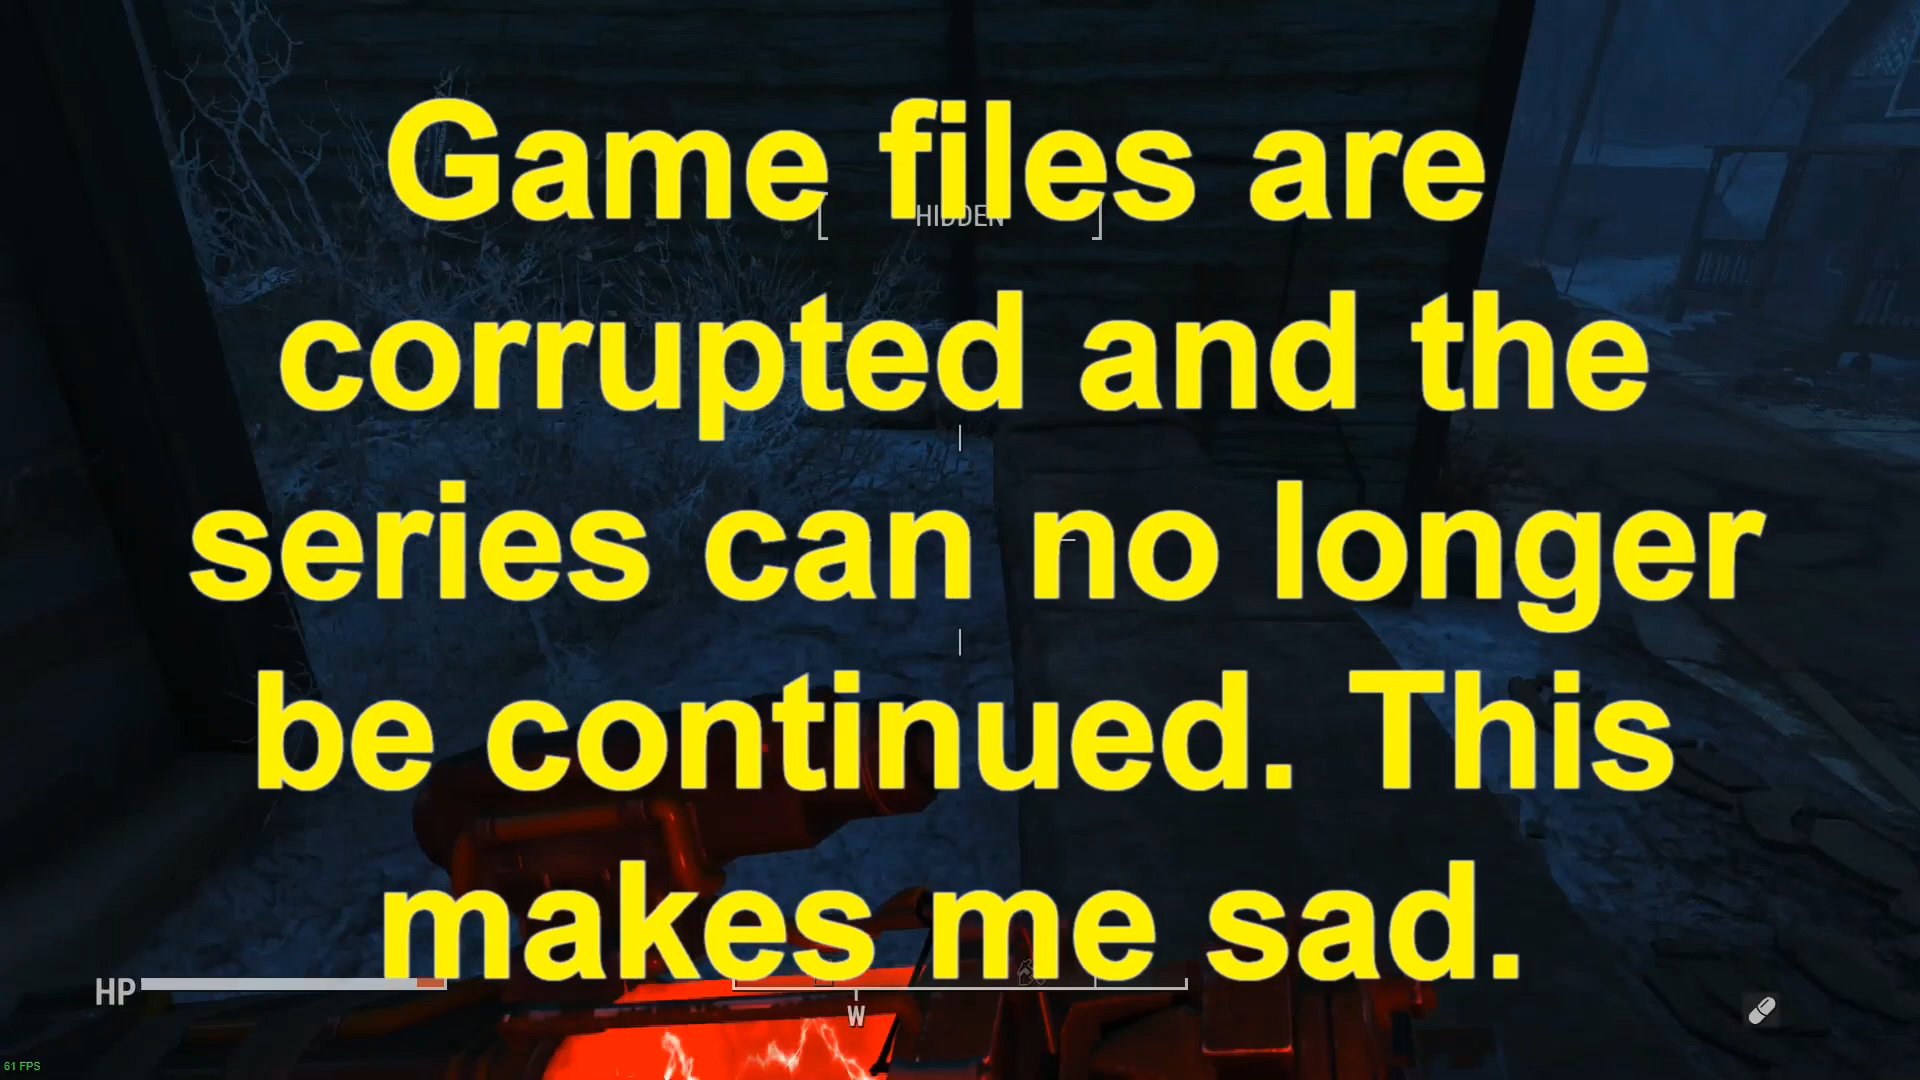 Game files are
[ HIDDEN ]
corrupted and the
series can no longer
be continued. This
makes me sad.
HP
W
61 FPS